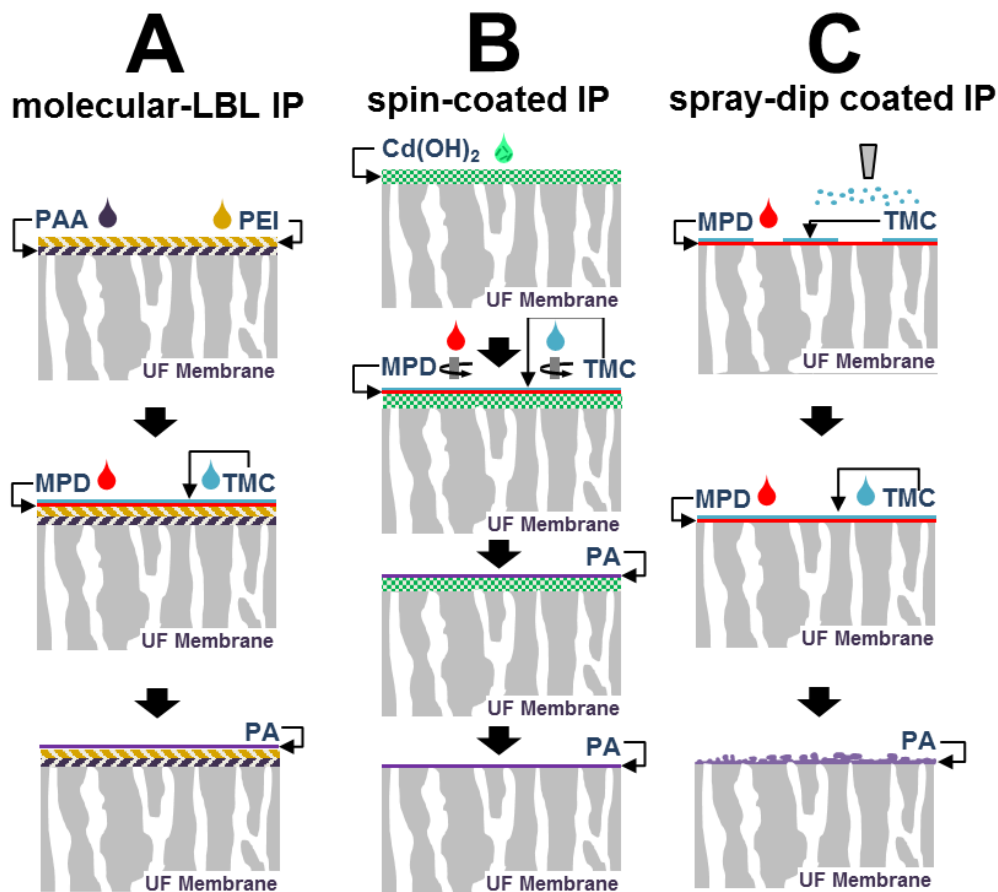 A
molecular-LBL IP
PAA
PEI
UF Membrane
MPD
TMC
UF Membrane
PA
UF Membrane
B
spin-coated IP
Cd(OH)₂
UF Membrane
MPD
TMC
UF Membrane
PA
UF Membrane
PA
UF Membrane
C
spray-dip coated IP
MPD
TMC
UF Membrane
MPD
TMC
UF Membrane
PA
UF Membrane